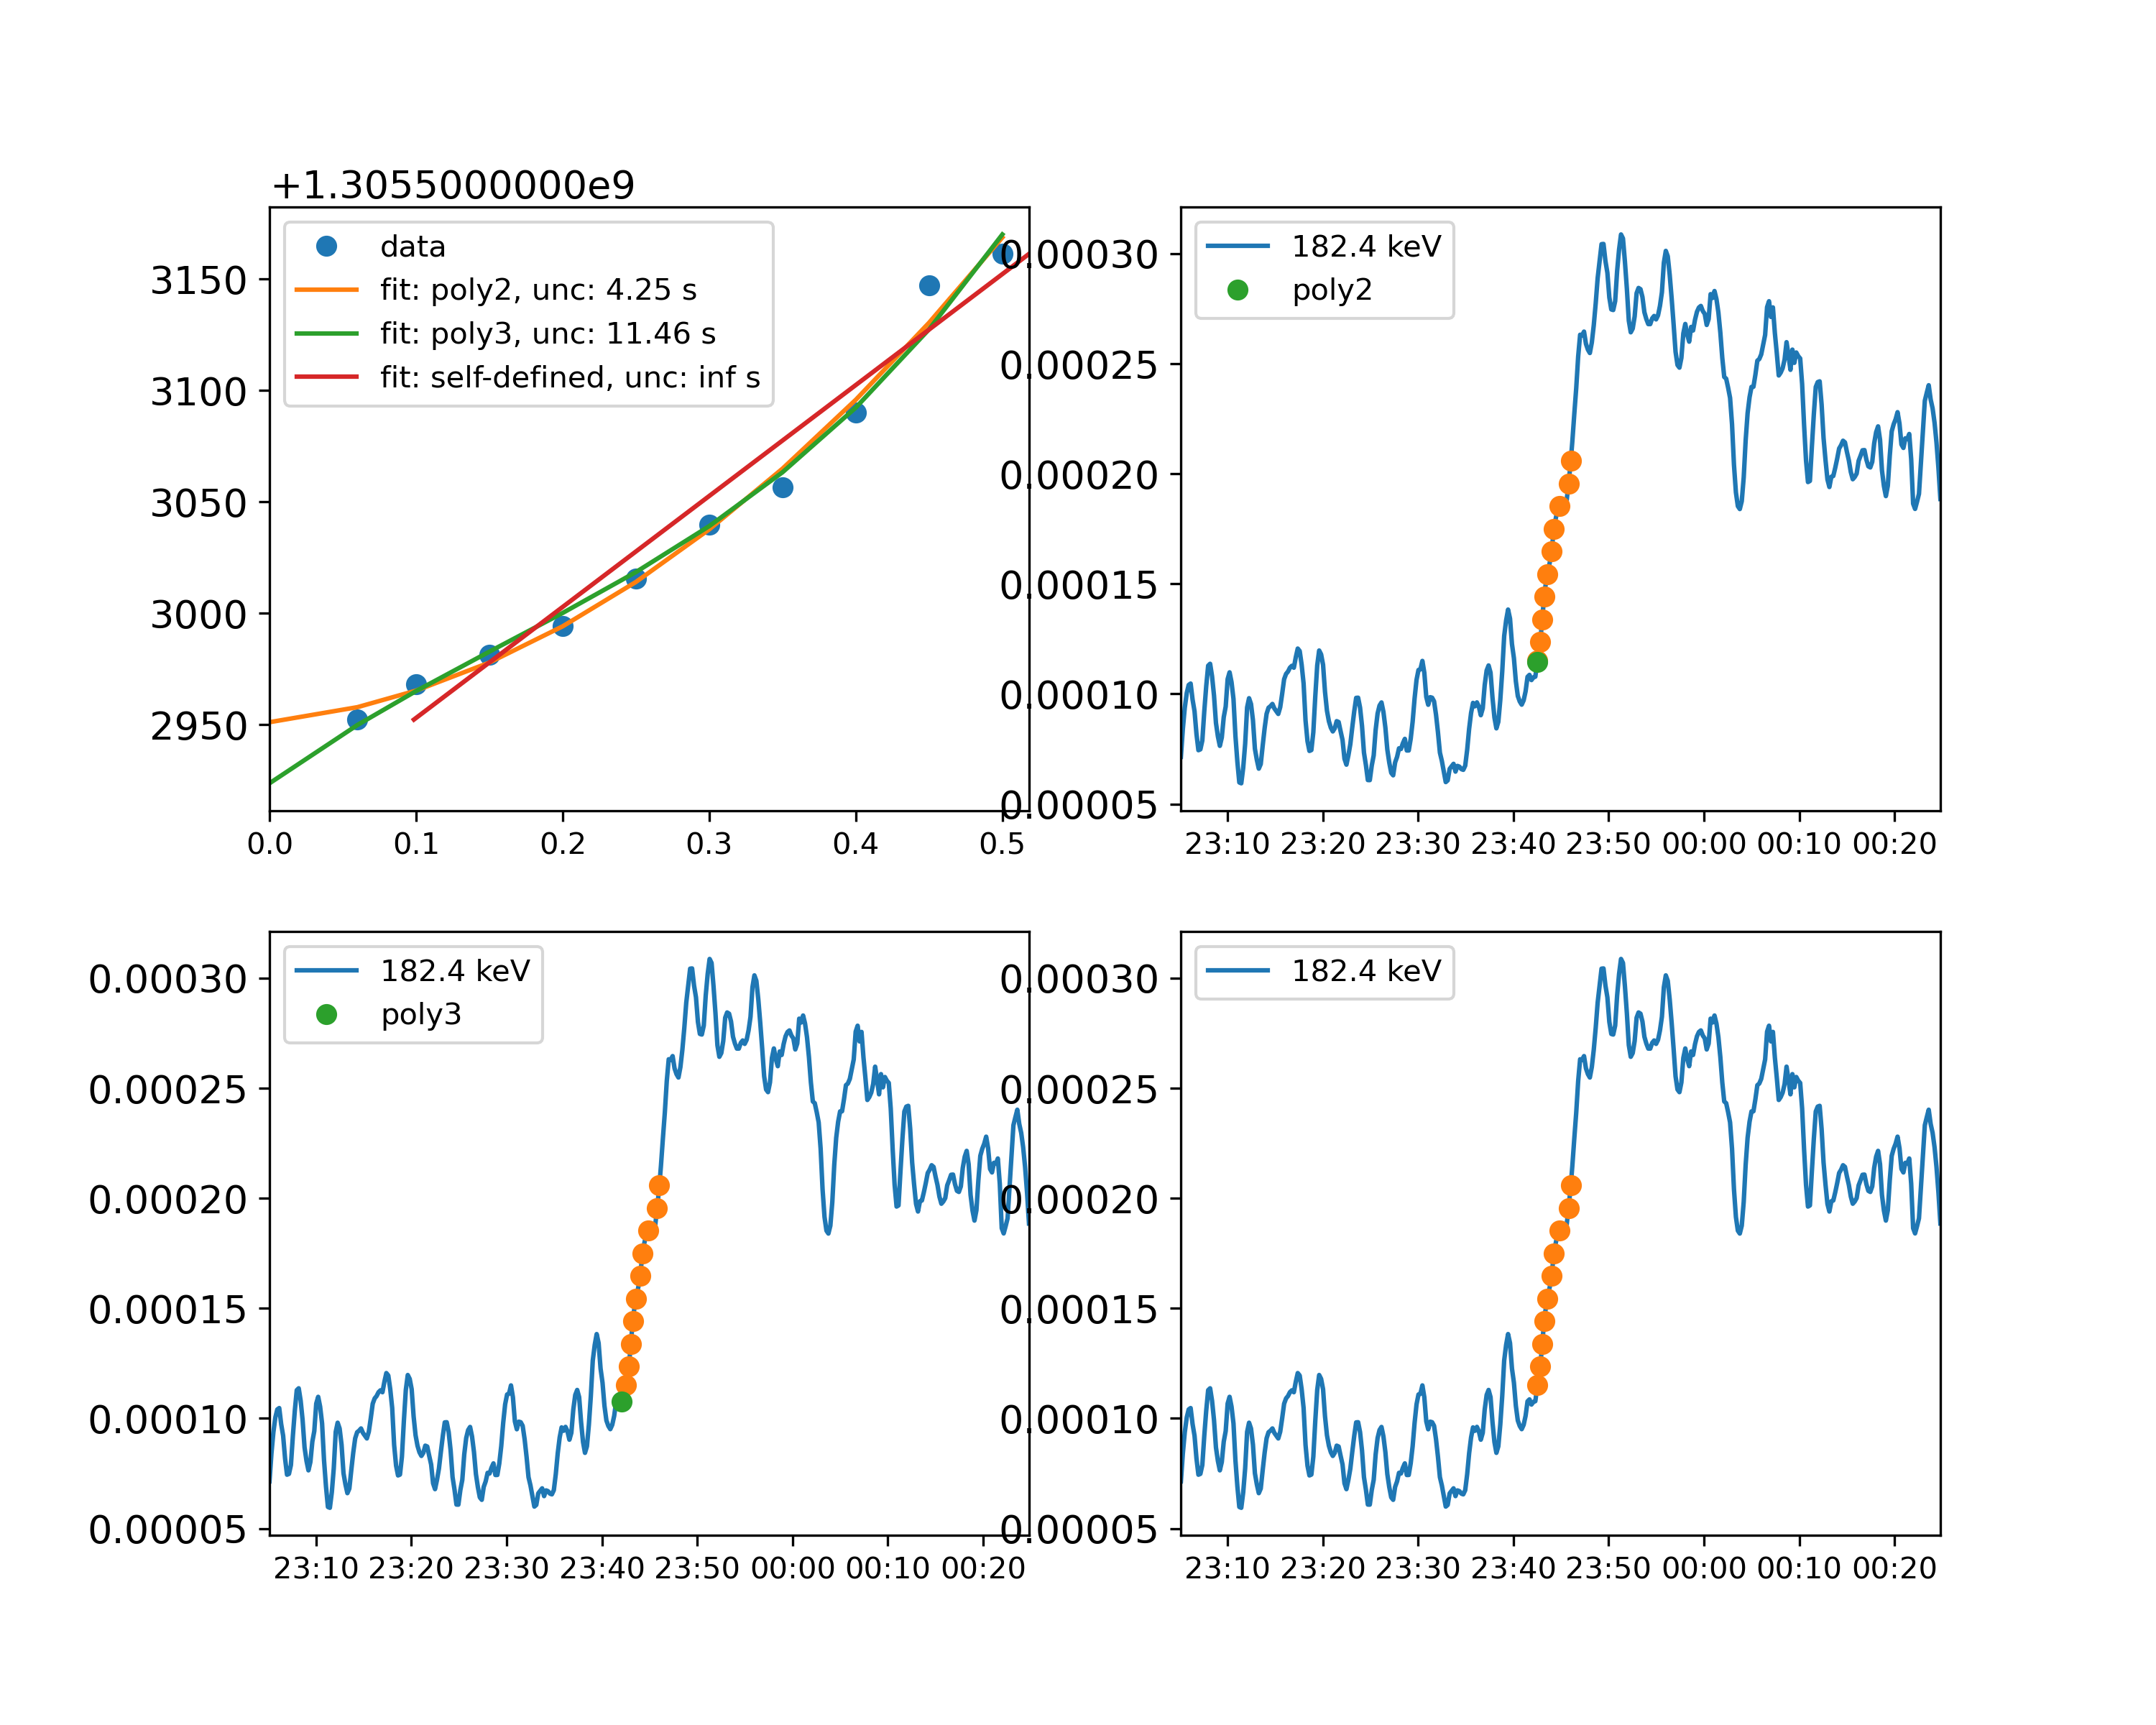 +1.3055000000e9
data
fit: poly2, unc: 4.25 s
fit: poly3, unc: 11.46 s
fit: self-defined, unc: inf s
3150
3100
3050
3000
2950
0.0 0.1 0.2 0.3 0.4 0.5
182.4 keV
poly2
0.00030
0.00025
0.00020
0.00015
0.00010
0.00005
23:10 23:20 23:30 23:40 23:50 00:00 00:10 00:20
182.4 keV
poly3
0.00030
0.00025
0.00020
0.00015
0.00010
0.00005
23:10 23:20 23:30 23:40 23:50 00:00 00:10 00:20
182.4 keV
0.00030
0.00025
0.00020
0.00015
0.00010
0.00005
23:10 23:20 23:30 23:40 23:50 00:00 00:10 00:20